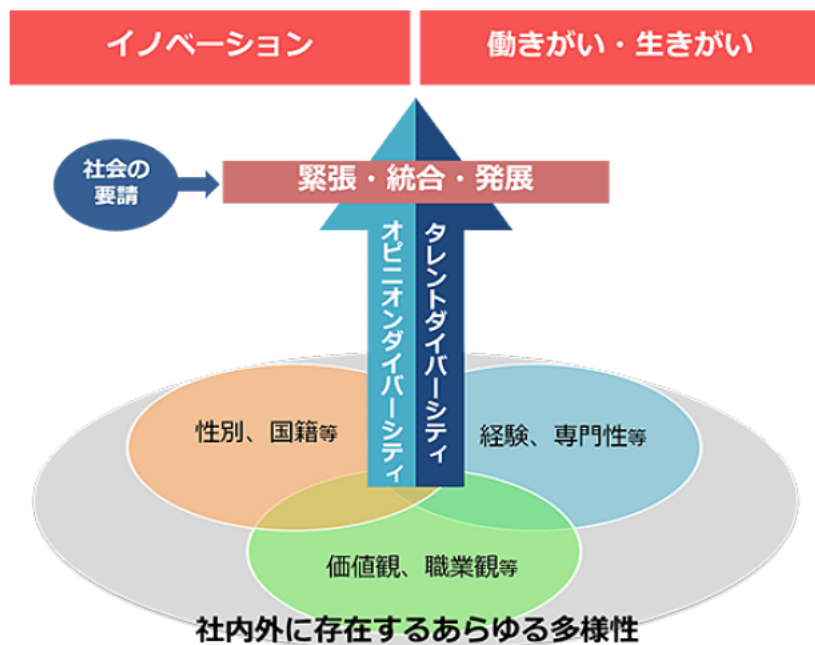 イノベーション
働きがい・生きがい
社会の
要請
緊張・統合・発展
オピニオンダイバーシティ
タレントダイバーシティ
性別、国籍等
経験、専門性等
価値観、職業観等
社内外に存在するあらゆる多様性